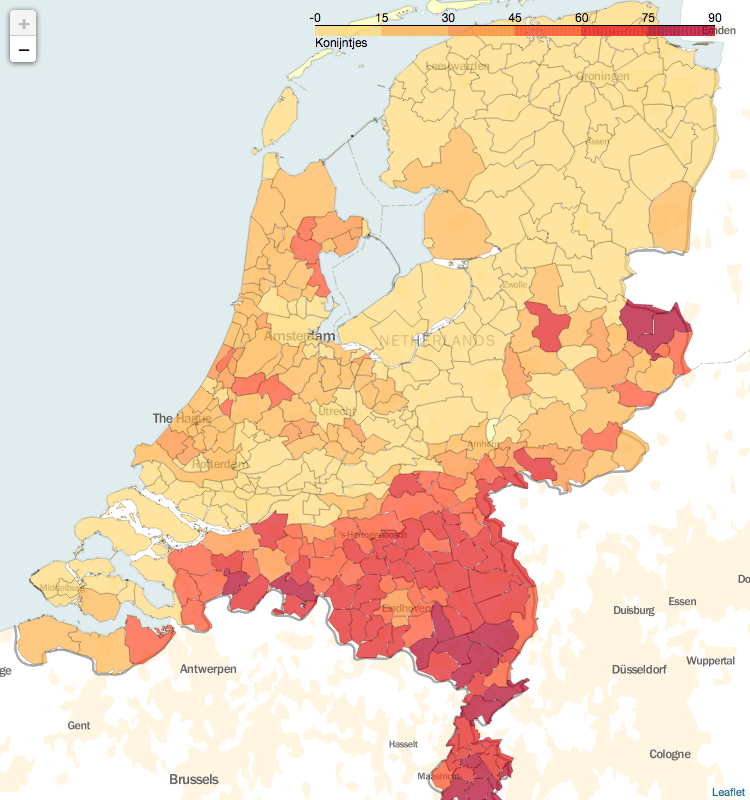 +
-0 15 30 45 60 75 90
Emden
Konijntjes
−
Leeuwarden
Groningen
Assen
Zwolle
Amsterdam
NETHERLANDS
Utrecht
The Hague
Arnhem
Rotterdam
's-Hertogenbosch
Middelburg
Eindhoven
Do
Essen
Duisburg
Antwerpen
Düsseldorf
Wuppertal
ge
Gent
Hasselt
Cologne
Maastricht
Brussels
Leaflet